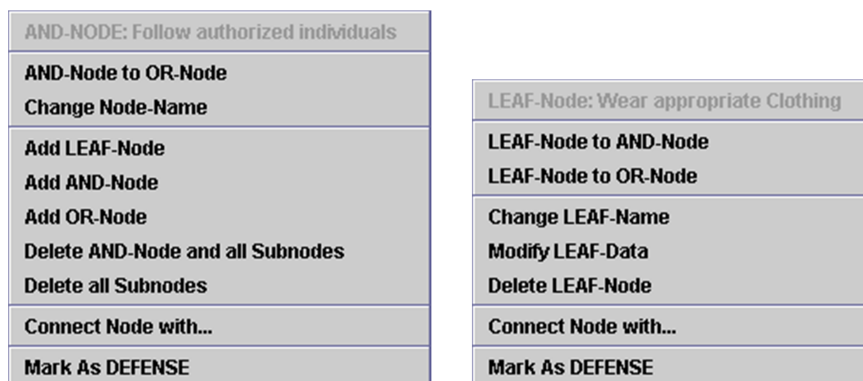 AND-NODE: Follow authorized individuals
AND-Node to OR-Node
Change Node-Name
Add LEAF-Node
Add AND-Node
Add OR-Node
Delete AND-Node and all Subnodes
Delete all Subnodes
Connect Node with...
Mark As DEFENSE
LEAF-Node: Wear appropriate Clothing
LEAF-Node to AND-Node
LEAF-Node to OR-Node
Change LEAF-Name
Modify LEAF-Data
Delete LEAF-Node
Connect Node with...
Mark As DEFENSE